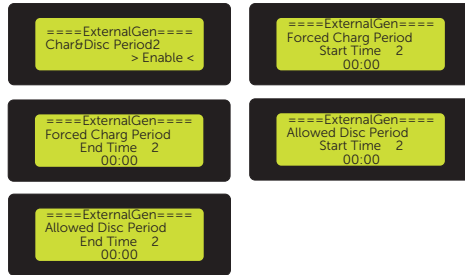 ====ExternalGen====
Char&Disc Period2
> Enable <
====ExternalGen====
Forced Charg Period
Start Time 2
00:00
====ExternalGen====
Forced Charg Period
End Time 2
00:00
====ExternalGen====
Allowed Disc Period
Start Time 2
00:00
====ExternalGen====
Allowed Disc Period
End Time 2
00:00